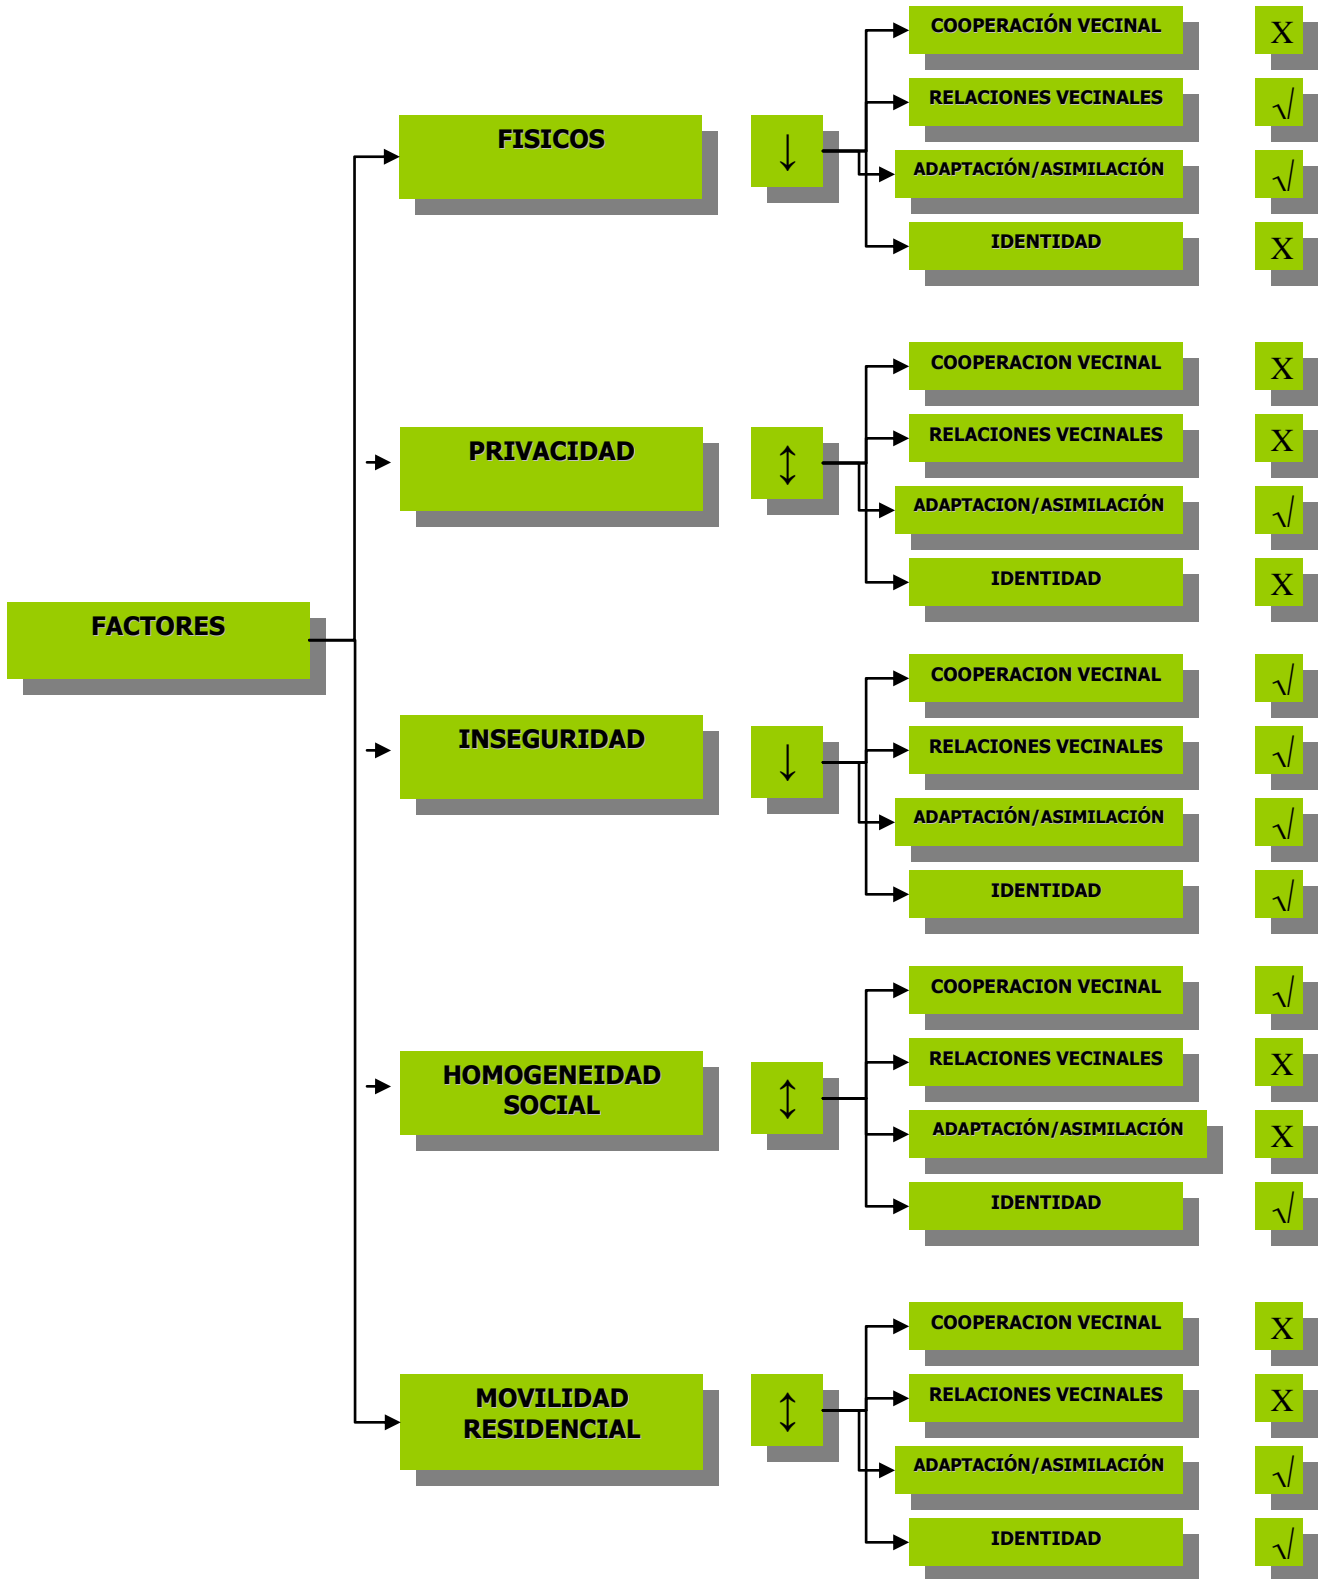 FACTORES
FISICOS
↓
COOPERACIÓN VECINAL
X
RELACIONES VECINALES
√
ADAPTACIÓN/ASIMILACIÓN
√
IDENTIDAD
X
PRIVACIDAD
↕
COOPERACION VECINAL
X
RELACIONES VECINALES
X
ADAPTACION/ASIMILACIÓN
√
IDENTIDAD
X
INSEGURIDAD
↓
COOPERACION VECINAL
√
RELACIONES VECINALES
√
ADAPTACIÓN/ASIMILACIÓN
√
IDENTIDAD
√
HOMOGENEIDAD
SOCIAL
↕
COOPERACION VECINAL
√
RELACIONES VECINALES
X
ADAPTACIÓN/ASIMILACIÓN
X
IDENTIDAD
√
MOVILIDAD
RESIDENCIAL
↕
COOPERACION VECINAL
X
RELACIONES VECINALES
X
ADAPTACIÓN/ASIMILACIÓN
√
IDENTIDAD
√